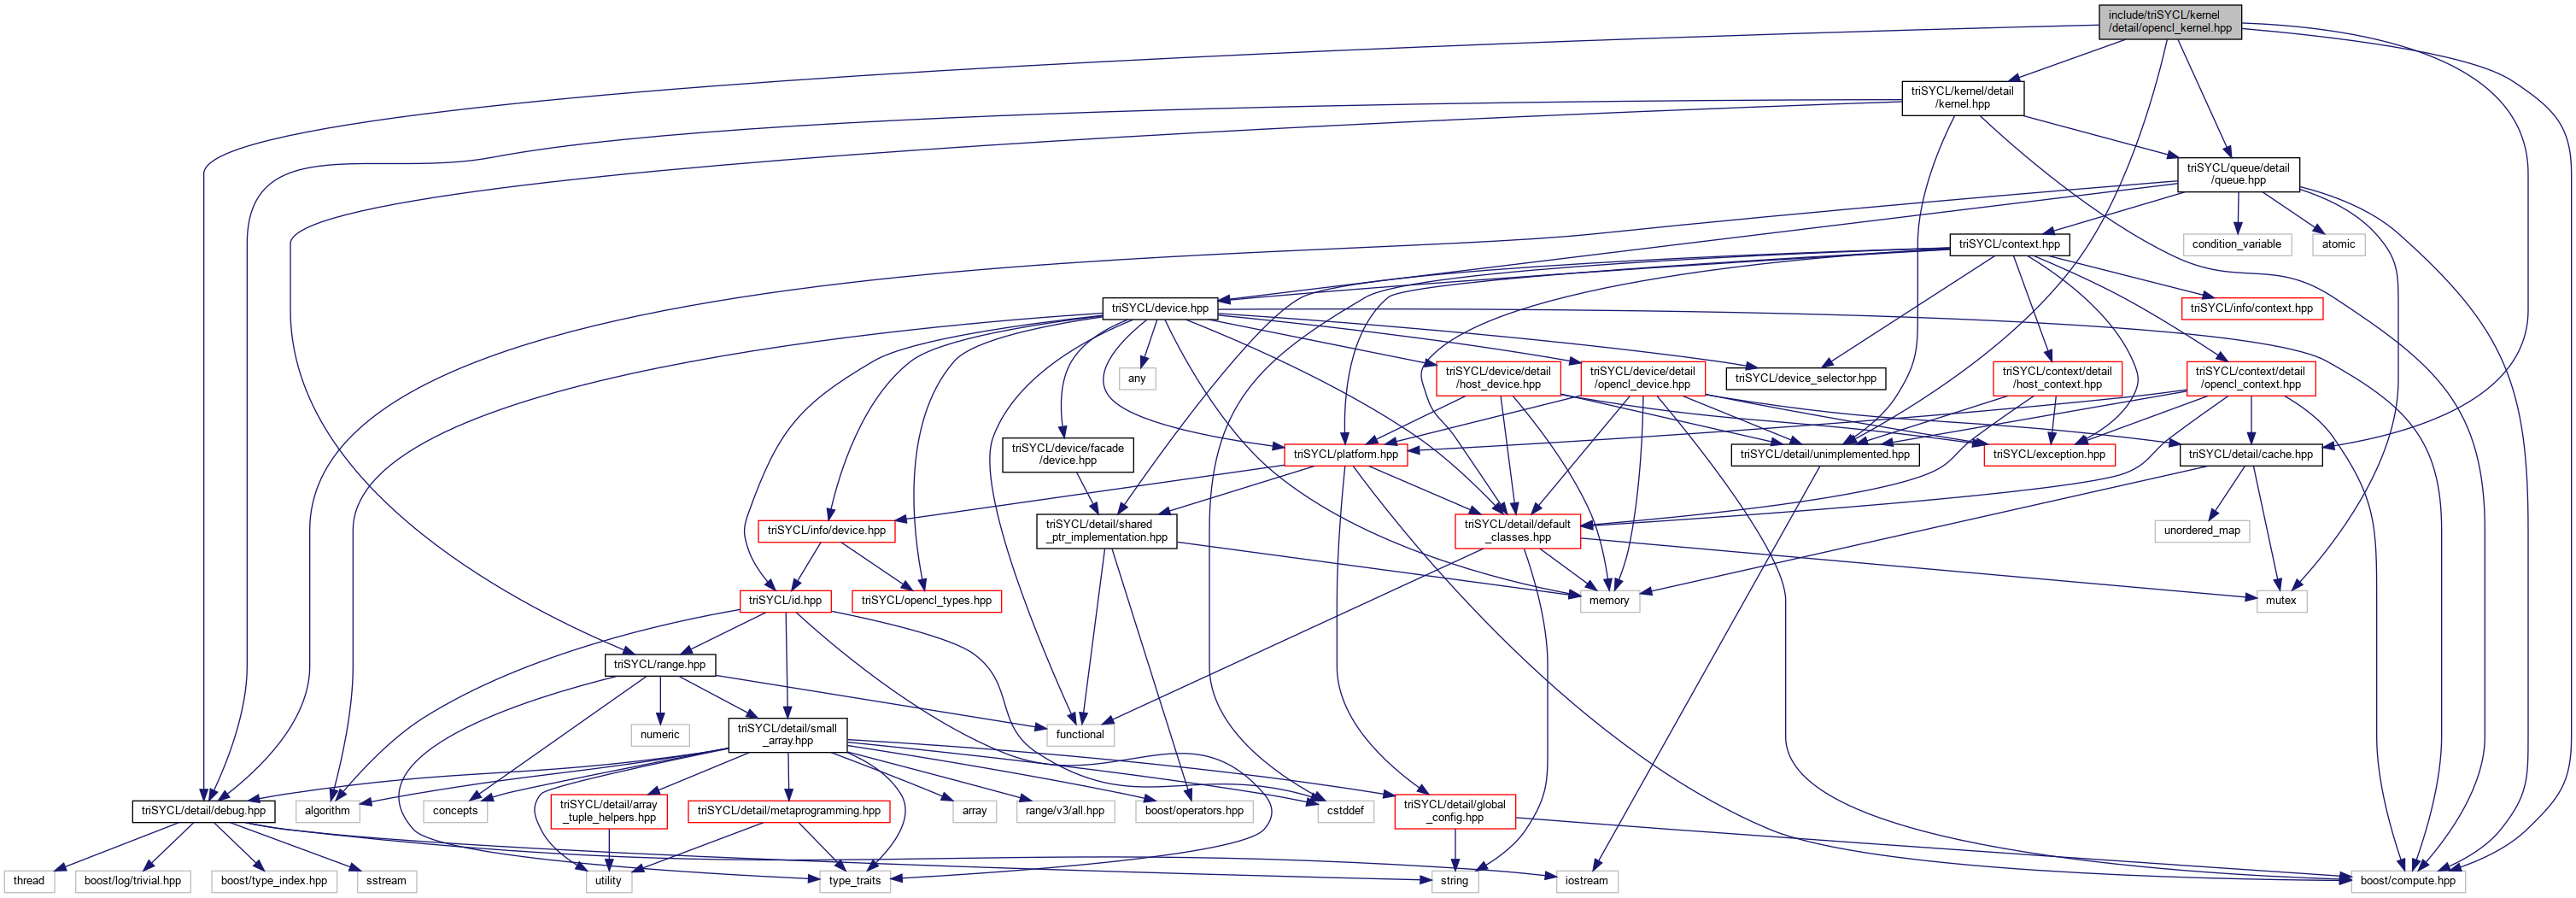 include/triSYCL/kernel
/detail/opencl_kernel.hpp
triSYCL/kernel/detail
/kernel.hpp
triSYCL/queue/detail
/queue.hpp
triSYCL/context.hpp
condition_variable
atomic
triSYCL/device.hpp
triSYCL/info/context.hpp
any
triSYCL/device/detail
/host_device.hpp
triSYCL/device/detail
/opencl_device.hpp
triSYCL/device_selector.hpp
triSYCL/context/detail
/host_context.hpp
triSYCL/context/detail
/opencl_context.hpp
triSYCL/device/facade
/device.hpp
triSYCL/platform.hpp
triSYCL/detail/unimplemented.hpp
triSYCL/exception.hpp
triSYCL/detail/cache.hpp
triSYCL/info/device.hpp
triSYCL/detail/shared
_ptr_implementation.hpp
triSYCL/detail/default
_classes.hpp
unordered_map
triSYCL/id.hpp
triSYCL/opencl_types.hpp
memory
mutex
triSYCL/range.hpp
numeric
triSYCL/detail/small
_array.hpp
functional
triSYCL/detail/debug.hpp
algorithm
concepts
triSYCL/detail/array
_tuple_helpers.hpp
triSYCL/detail/metaprogramming.hpp
array
range/v3/all.hpp
boost/operators.hpp
cstddef
triSYCL/detail/global
_config.hpp
thread
boost/log/trivial.hpp
boost/type_index.hpp
sstream
utility
type_traits
string
iostream
boost/compute.hpp